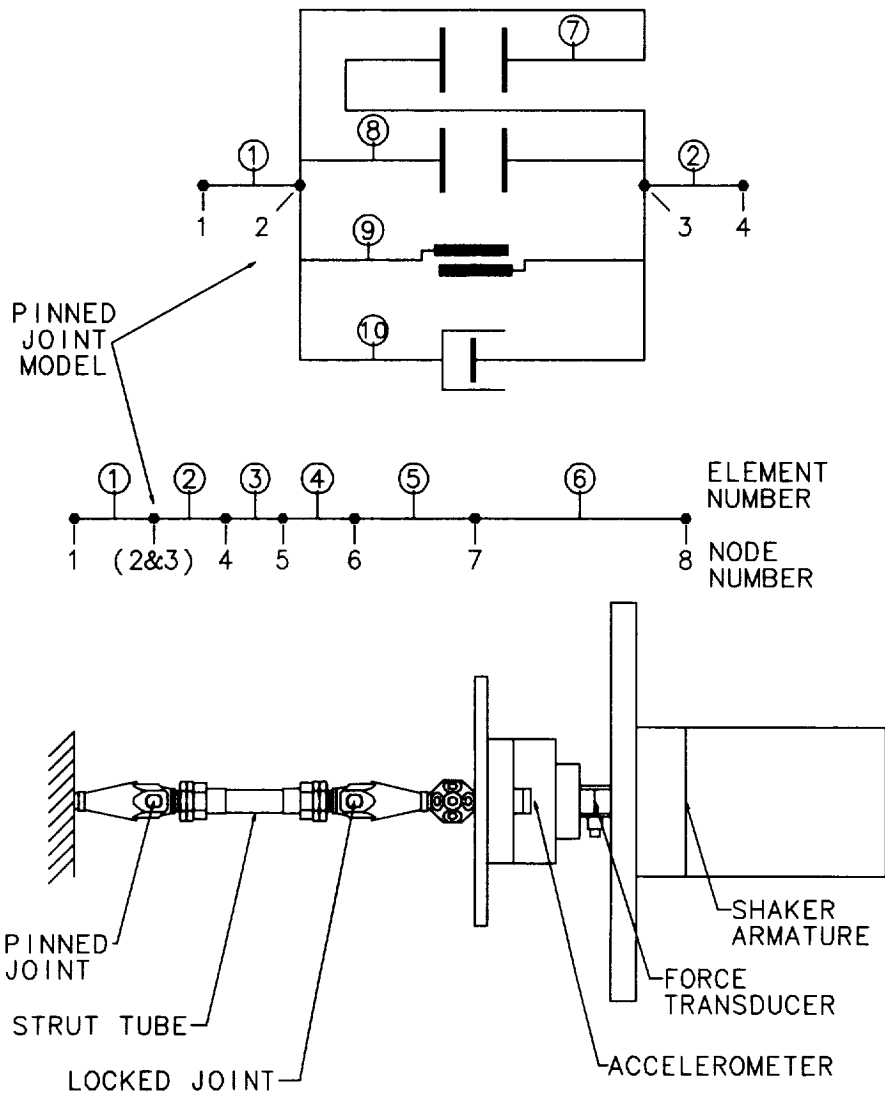 7
8
1
2
1
2
3
4
9
10
PINNED
JOINT
MODEL
1
2
3
4
5
6
ELEMENT
NUMBER
1
(2&3)
4
5
6
7
8
NODE
NUMBER
PINNED
JOINT
STRUT TUBE
LOCKED JOINT
SHAKER
ARMATURE
FORCE
TRANSDUCER
ACCELEROMETER